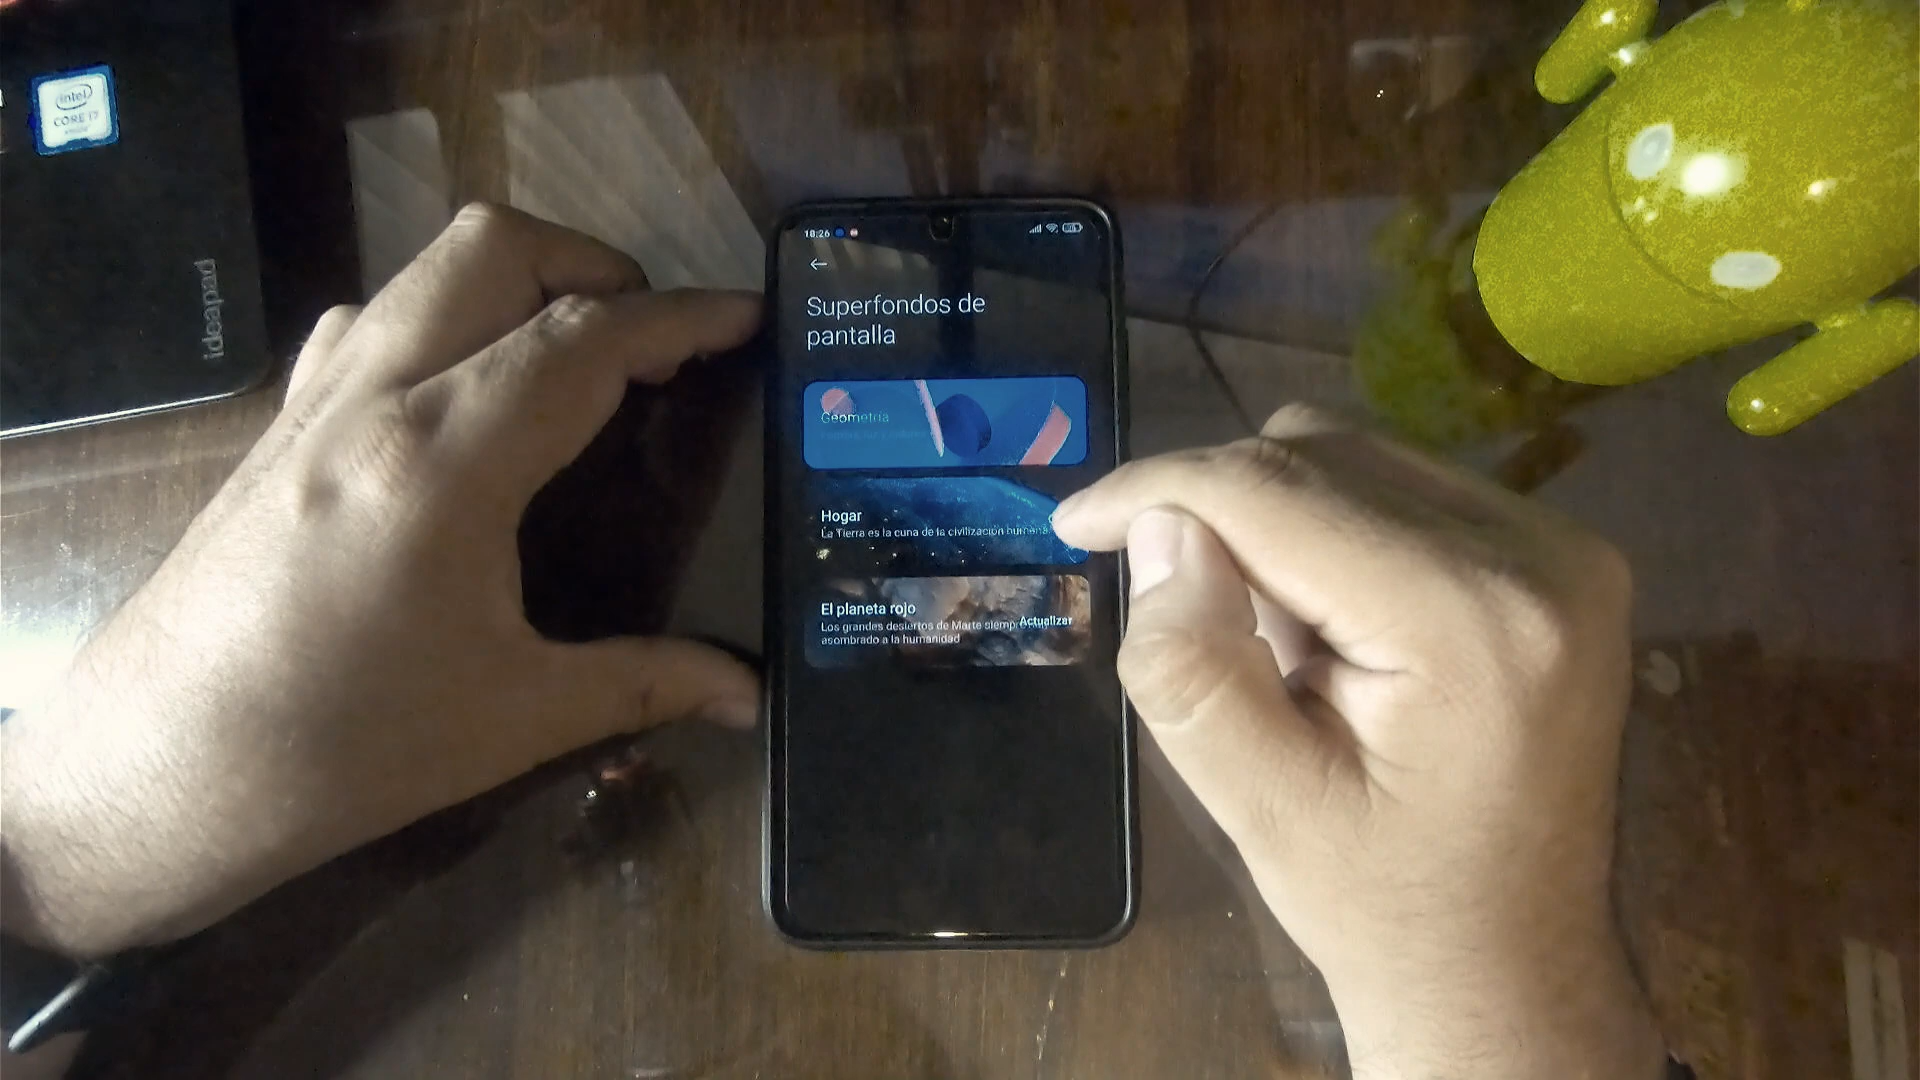 intel
CORE i7
inside
ideapad
18:26
Superfondos de
pantalla
Geometría
Hogar
La Tierra es la cuna de la civilización humana
El planeta rojo
Los grandes desiertos de Marte siempre
asombrado a la humanidad
Actualizar